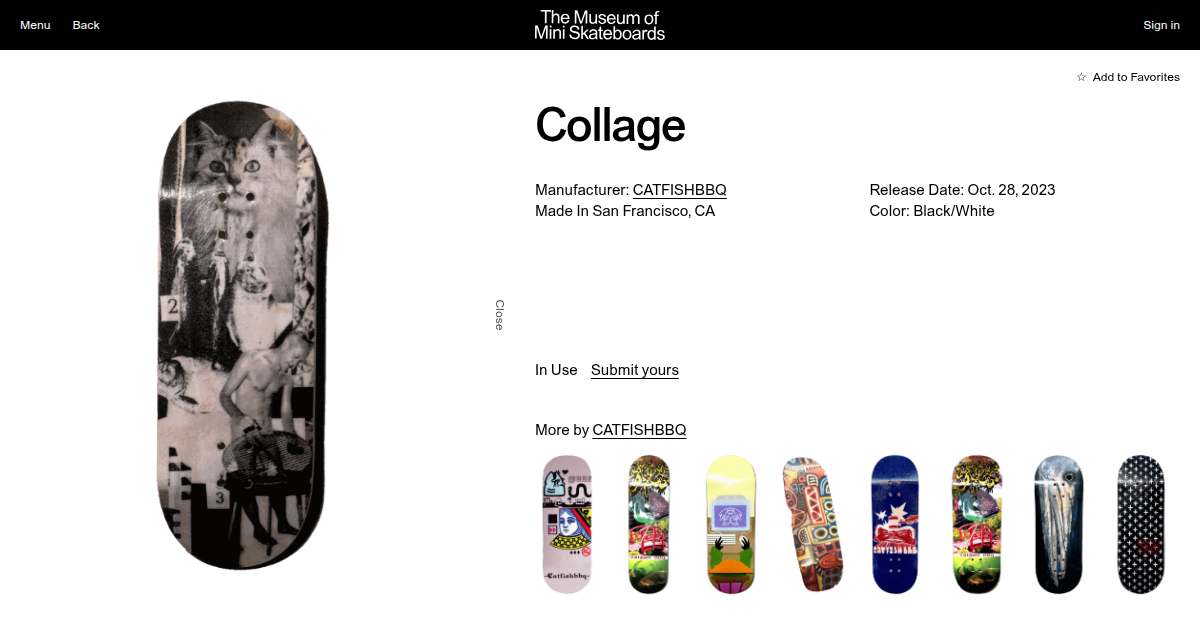 Menu
Back
The Museum of
Mini Skateboards
Sign in
☆ Add to Favorites
Collage
Manufacturer: CATFISHBBQ
Made In San Francisco, CA
Release Date: Oct. 28, 2023
Color: Black/White
2
3
Close
In Use
Submit yours
More by CATFISHBBQ
-Catfishbbq-